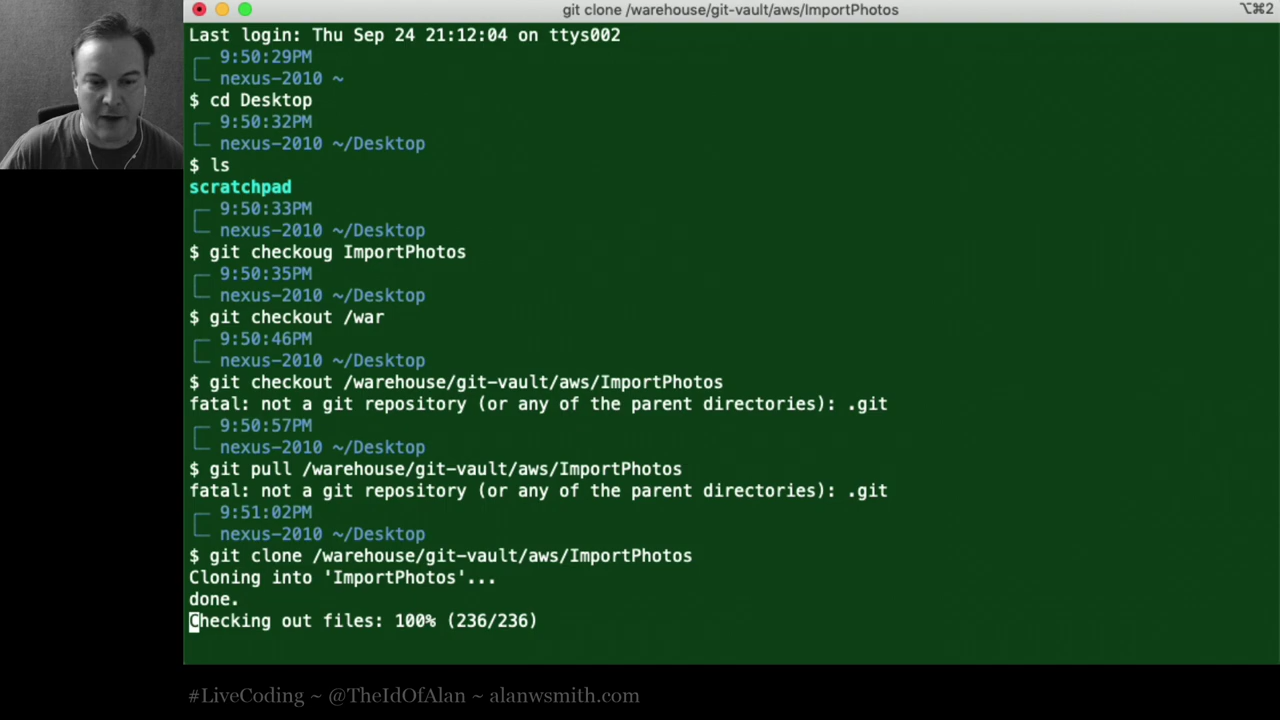 git clone /warehouse/git-vault/aws/ImportPhotos
⌥⌘2
Last login: Thu Sep 24 21:12:04 on ttys002
9:50:29PM
nexus-2010 ~
$ cd Desktop
9:50:32PM
nexus-2010 ~/Desktop
$ ls
scratchpad
9:50:33PM
nexus-2010 ~/Desktop
$ git checkoug ImportPhotos
9:50:35PM
nexus-2010 ~/Desktop
$ git checkout /war
9:50:46PM
nexus-2010 ~/Desktop
$ git checkout /warehouse/git-vault/aws/ImportPhotos
fatal: not a git repository (or any of the parent directories): .git
9:50:57PM
nexus-2010 ~/Desktop
$ git pull /warehouse/git-vault/aws/ImportPhotos
fatal: not a git repository (or any of the parent directories): .git
9:51:02PM
nexus-2010 ~/Desktop
$ git clone /warehouse/git-vault/aws/ImportPhotos
Cloning into 'ImportPhotos'...
done.
Checking out files: 100% (236/236)
#LiveCoding ~ @TheIdOfAlan ~ alanwsmith.com